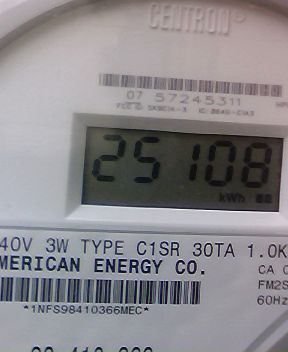 CENTRON®
07 57245311
25108
kWh
40V 3W TYPE C1SR 30TA 1.0K
MERICAN ENERGY CO.
CA 0
FM2S
60Hz
*1NFS98410366MEC*